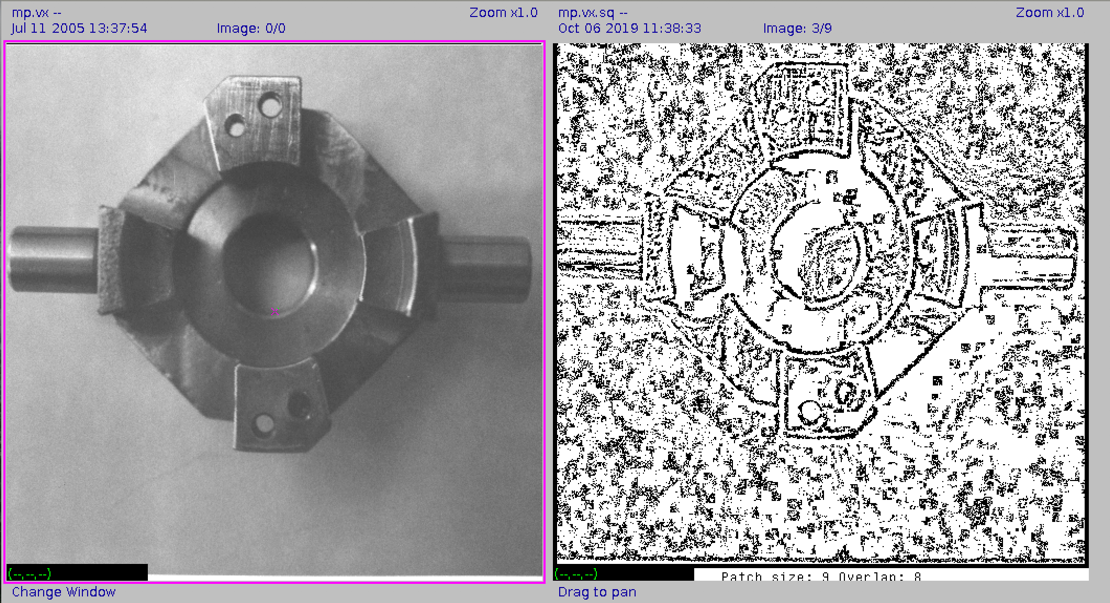 mp.vx --
Zoom x1.0
Jul 11 2005 13:37:54
Image: 0/0
(--,--,--)
Change Window
mp.vx.sq --
Zoom x1.0
Oct 06 2019 11:38:33
Image: 3/9
(--,--,--)
Patch size: 9 Overlap: 8
Drag to pan